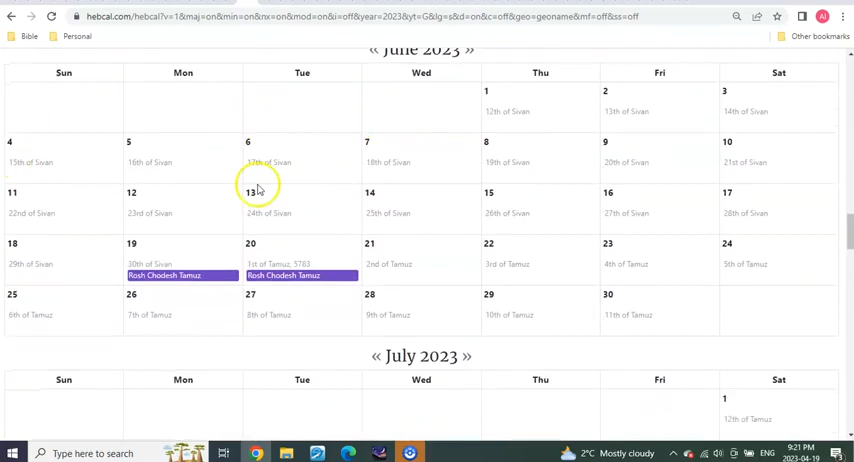 hebcal.com/hebcal?v=1&maj=on&min=on&nx=on&mod=on&i=off&year=2023&yt=G&lg=s&d=on&c=off&geo=geoname&mf=off&ss=off
AI
Bible Personal Other bookmarks
« June 2023 »
Sun Mon Tue Wed Thu Fri Sat
1 2 3
12th of Sivan 13th of Sivan 14th of Sivan
4 5 6 7 8 9 10
15th of Sivan 16th of Sivan 17th of Sivan 18th of Sivan 19th of Sivan 20th of Sivan 21st of Sivan
11 12 13 14 15 16 17
22nd of Sivan 23rd of Sivan 24th of Sivan 25th of Sivan 26th of Sivan 27th of Sivan 28th of Sivan
18 19 20 21 22 23 24
29th of Sivan 30th of Sivan 1st of Tamuz, 5783 2nd of Tamuz 3rd of Tamuz 4th of Tamuz 5th of Tamuz
Rosh Chodesh Tamuz Rosh Chodesh Tamuz
25 26 27 28 29 30
6th of Tamuz 7th of Tamuz 8th of Tamuz 9th of Tamuz 10th of Tamuz 11th of Tamuz
« July 2023 »
Sun Mon Tue Wed Thu Fri Sat
1
12th of Tamuz
Type here to search 2°C Mostly cloudy ENG 9:21 PM
2023-04-19 3